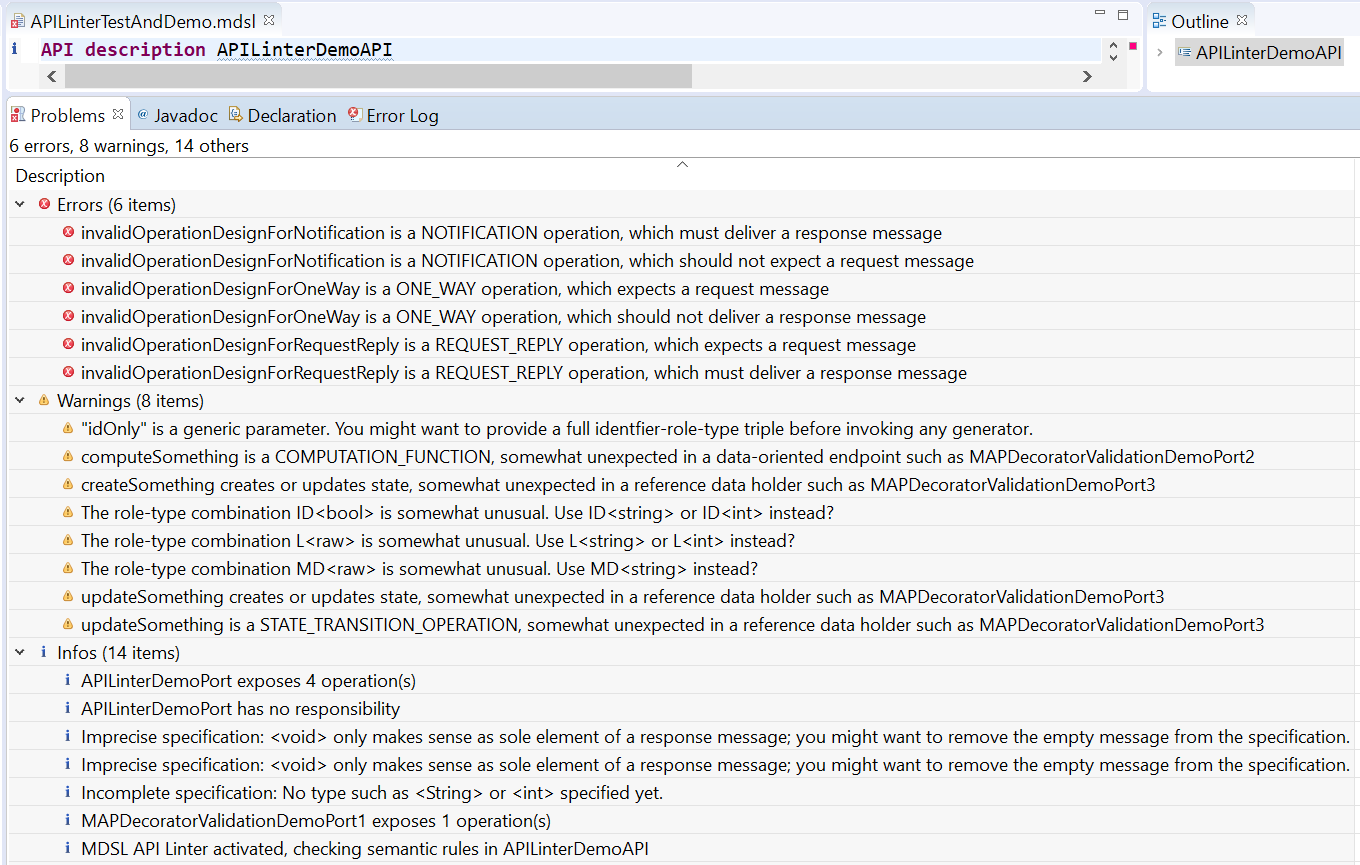 APILinterTestAndDemo.mdsl
Outline
API description APILinterDemoAPI
APILinterDemoAPI
Problems
Javadoc
Declaration
Error Log
6 errors, 8 warnings, 14 others
Description
Errors (6 items)
invalidOperationDesignForNotification is a NOTIFICATION operation, which must deliver a response message
invalidOperationDesignForNotification is a NOTIFICATION operation, which should not expect a request message
invalidOperationDesignForOneWay is a ONE_WAY operation, which expects a request message
invalidOperationDesignForOneWay is a ONE_WAY operation, which should not deliver a response message
invalidOperationDesignForRequestReply is a REQUEST_REPLY operation, which expects a request message
invalidOperationDesignForRequestReply is a REQUEST_REPLY operation, which must deliver a response message
Warnings (8 items)
"idOnly" is a generic parameter. You might want to provide a full identfier-role-type triple before invoking any generator.
computeSomething is a COMPUTATION_FUNCTION, somewhat unexpected in a data-oriented endpoint such as MAPDecoratorValidationDemoPort2
createSomething creates or updates state, somewhat unexpected in a reference data holder such as MAPDecoratorValidationDemoPort3
The role-type combination ID<bool> is somewhat unusual. Use ID<string> or ID<int> instead?
The role-type combination L<raw> is somewhat unusual. Use L<string> or L<int> instead?
The role-type combination MD<raw> is somewhat unusual. Use MD<string> instead?
updateSomething creates or updates state, somewhat unexpected in a reference data holder such as MAPDecoratorValidationDemoPort3
updateSomething is a STATE_TRANSITION_OPERATION, somewhat unexpected in a reference data holder such as MAPDecoratorValidationDemoPort3
Infos (14 items)
APILinterDemoPort exposes 4 operation(s)
APILinterDemoPort has no responsibility
Imprecise specification: <void> only makes sense as sole element of a response message; you might want to remove the empty message from the specification.
Imprecise specification: <void> only makes sense as sole element of a response message; you might want to remove the empty message from the specification.
Incomplete specification: No type such as <String> or <int> specified yet.
MAPDecoratorValidationDemoPort1 exposes 1 operation(s)
MDSL API Linter activated, checking semantic rules in APILinterDemoAPI